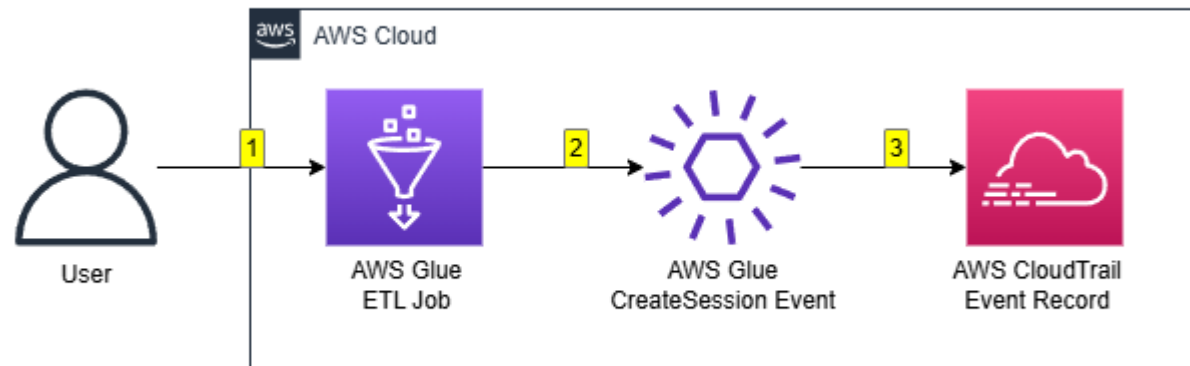 aws
AWS Cloud
1
2
3
User
AWS Glue
ETL Job
AWS Glue
CreateSession Event
AWS CloudTrail
Event Record